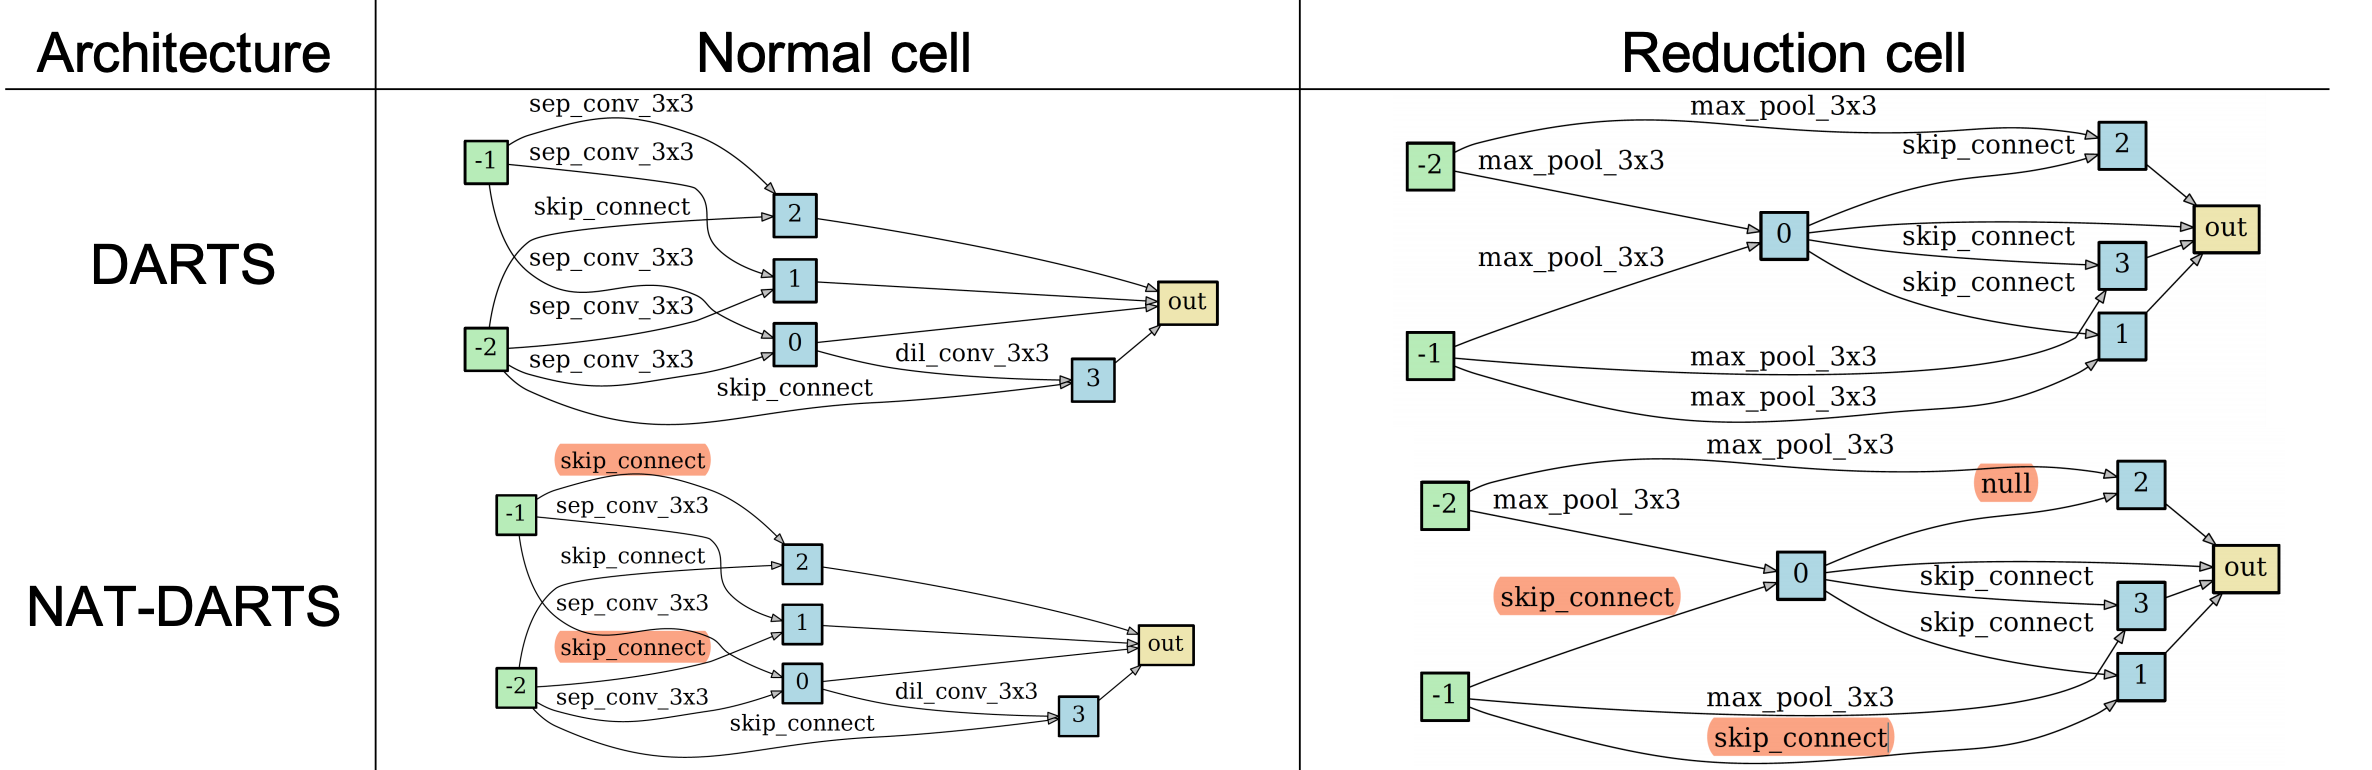 Architecture
Normal cell
Reduction cell
DARTS
sep_conv_3x3
-1
sep_conv_3x3
skip_connect
2
sep_conv_3x3
1
sep_conv_3x3
-2
0
sep_conv_3x3
dil_conv_3x3
skip_connect
3
out
max_pool_3x3
-2
max_pool_3x3
skip_connect
2
0
max_pool_3x3
skip_connect
3
skip_connect
out
-1
1
max_pool_3x3
max_pool_3x3
NAT-DARTS
skip_connect
-1
sep_conv_3x3
skip_connect
2
sep_conv_3x3
1
skip_connect
-2
0
sep_conv_3x3
dil_conv_3x3
skip_connect
3
out
max_pool_3x3
-2
max_pool_3x3
null
2
0
skip_connect
skip_connect
3
skip_connect
out
-1
1
max_pool_3x3
skip_connect